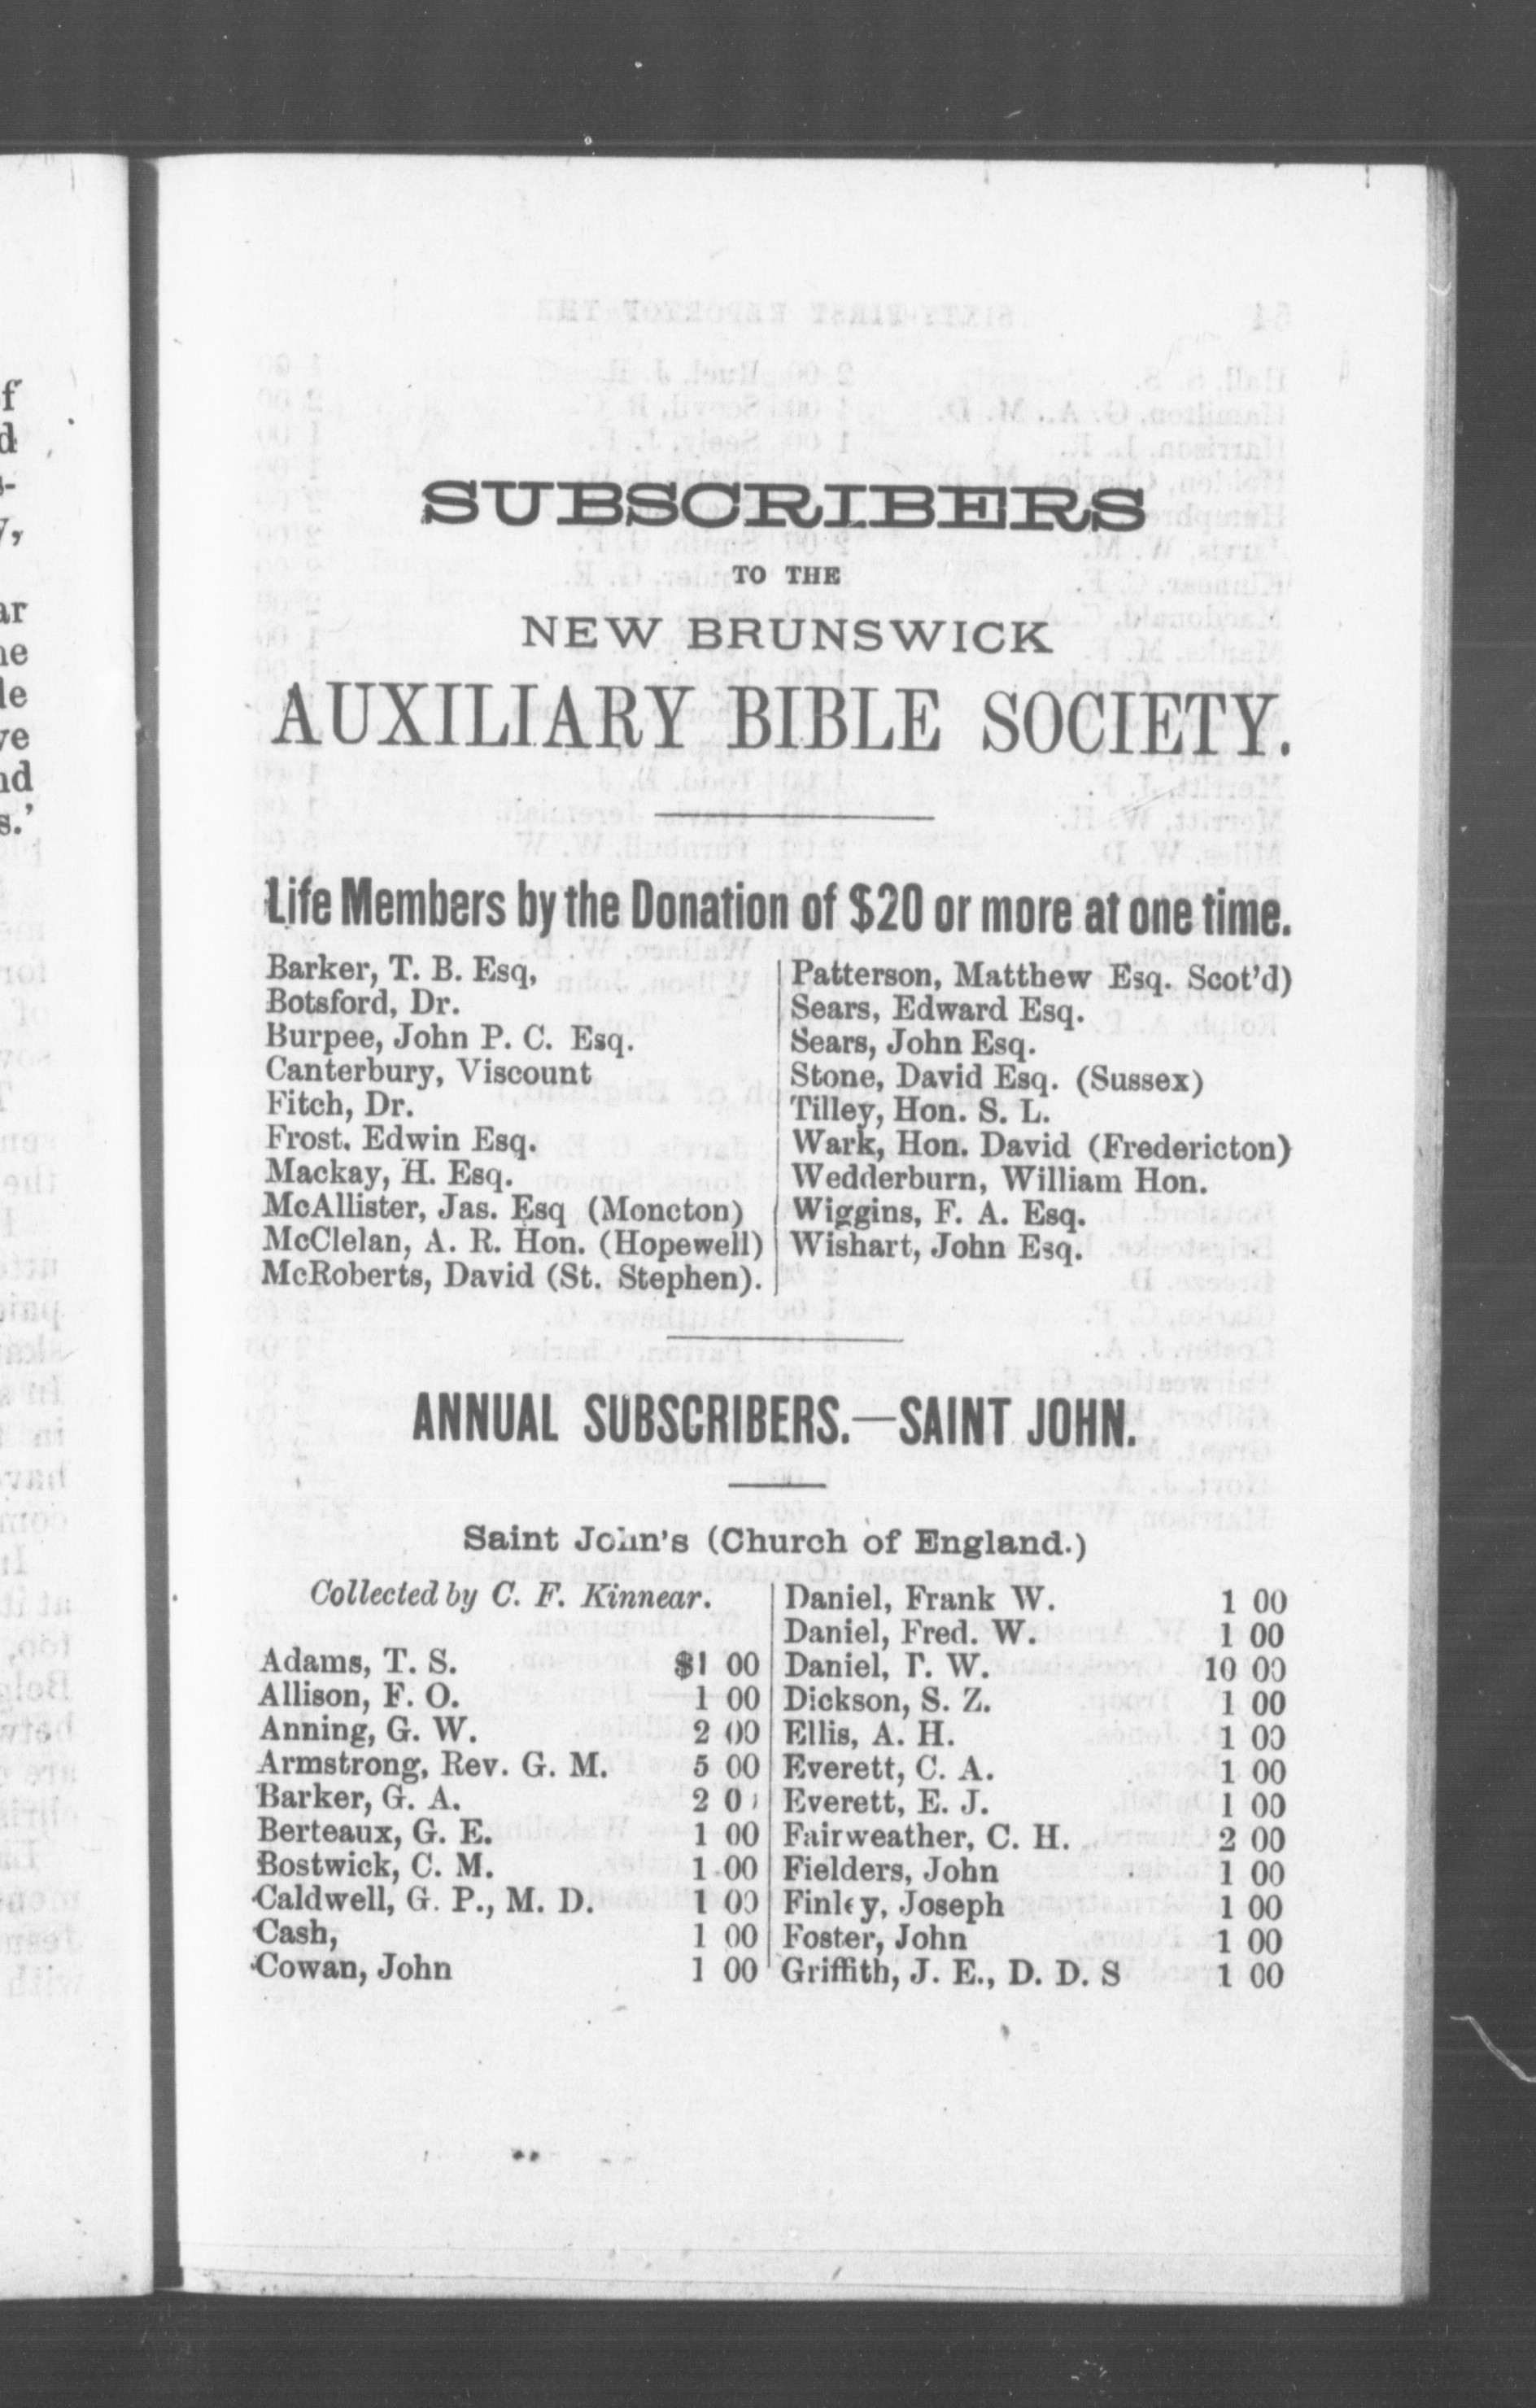 SUBSCRIBERS
TO THE
NEW BRUNSWICK
AUXILIARY BIBLE SOCIETY.
Life Members by the Donation of $20 or more at one time.
Barker, T. B. Esq,
Botsford, Dr.
Burpee, John P. C. Esq.
Canterbury, Viscount
Fitch, Dr.
Frost. Edwin Esq.
Mackay, H. Esq.
McAllister, Jas. Esq (Moncton)
McClelan, A. R. Hon. (Hopewell)
McRoberts, David (St. Stephen).
Patterson, Matthew Esq. Scot'd)
Sears, Edward Esq.
Sears, John Esq.
Stone, David Esq. (Sussex)
Tilley, Hon. S. L.
Wark, Hon. David (Fredericton)
Wedderburn, William Hon.
Wiggins, F. A. Esq.
Wishart, John Esq.
ANNUAL SUBSCRIBERS.—SAINT JOHN.
Saint John's (Church of England.)
Collected by C. F. Kinnear.
Adams, T. S. $1 00
Allison, F. O. 1 00
Anning, G. W. 2 00
Armstrong, Rev. G. M. 5 00
Barker, G. A. 2 0
Berteaux, G. E. 1 00
Bostwick, C. M. 1 00
Caldwell, G. P., M. D. 1 00
Cash, 1 00
Cowan, John 1 00
Daniel, Frank W. 1 00
Daniel, Fred. W. 1 00
Daniel, T. W. 10 00
Dickson, S. Z. 1 00
Ellis, A. H. 1 00
Everett, C. A. 1 00
Everett, E. J. 1 00
Fairweather, C. H. 2 00
Fielders, John 1 00
Finley, Joseph 1 00
Foster, John 1 00
Griffith, J. E., D. D. S 1 00